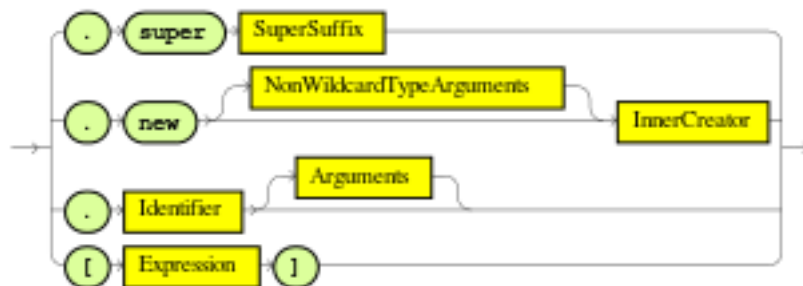 . super SuperSuffix
NonWildcardTypeArguments
. new InnerCreator
Arguments
. Identifier
[ Expression ]